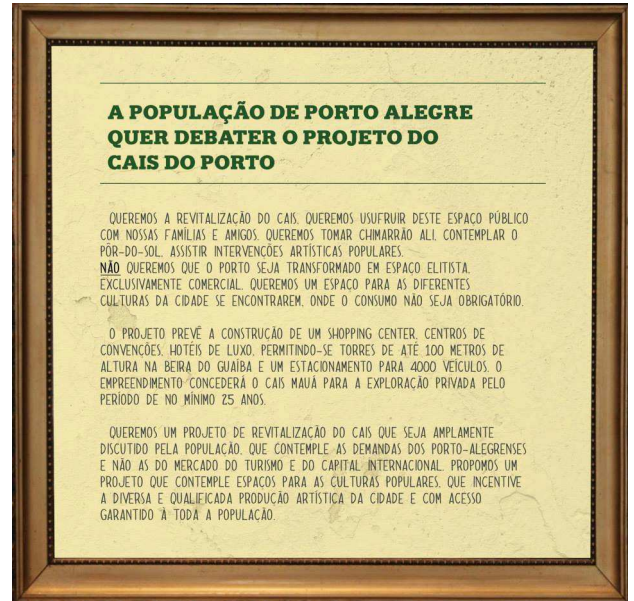 A POPULAÇÃO DE PORTO ALEGRE
QUER DEBATER O PROJETO DO
CAIS DO PORTO
QUEREMOS A REVITALIZAÇÃO DO CAIS. QUEREMOS USUFRUIR DESTE ESPAÇO PÚBLICO
COM NOSSAS FAMÍLIAS E AMIGOS. QUEREMOS TOMAR CHIMARRÃO ALI, CONTEMPLAR O
PÔR-DO-SOL, ASSISTIR INTERVENÇÕES ARTÍSTICAS POPULARES.
NÃO QUEREMOS QUE O PORTO SEJA TRANSFORMADO EM ESPAÇO ELITISTA,
EXCLUSIVAMENTE COMERCIAL. QUEREMOS UM ESPAÇO PARA AS DIFERENTES
CULTURAS DA CIDADE SE ENCONTRAREM, ONDE O CONSUMO NÃO SEJA OBRIGATÓRIO.
O PROJETO PREVÊ A CONSTRUÇÃO DE UM SHOPPING CENTER, CENTROS DE
CONVENÇÕES, HOTÉIS DE LUXO, PERMITINDO-SE TORRES DE ATÉ 100 METROS DE
ALTURA NA BEIRA DO GUAÍBA E UM ESTACIONAMENTO PARA 4000 VEÍCULOS. O
EMPREENDIMENTO CONCEDERÁ O CAIS MAUÁ PARA A EXPLORAÇÃO PRIVADA PELO
PERÍODO DE NO MÍNIMO 25 ANOS.
QUEREMOS UM PROJETO DE REVITALIZAÇÃO DO CAIS QUE SEJA AMPLAMENTE
DISCUTIDO PELA POPULAÇÃO, QUE CONTEMPLE AS DEMANDAS DOS PORTO-ALEGRENSES
E NÃO AS DO MERCADO DO TURISMO E DO CAPITAL INTERNACIONAL. PROPOMOS UM
PROJETO QUE CONTEMPLE ESPAÇOS PARA AS CULTURAS POPULARES, QUE INCENTIVE
A DIVERSA E QUALIFICADA PRODUÇÃO ARTÍSTICA DA CIDADE E COM ACESSO
GARANTIDO À TODA A POPULAÇÃO.